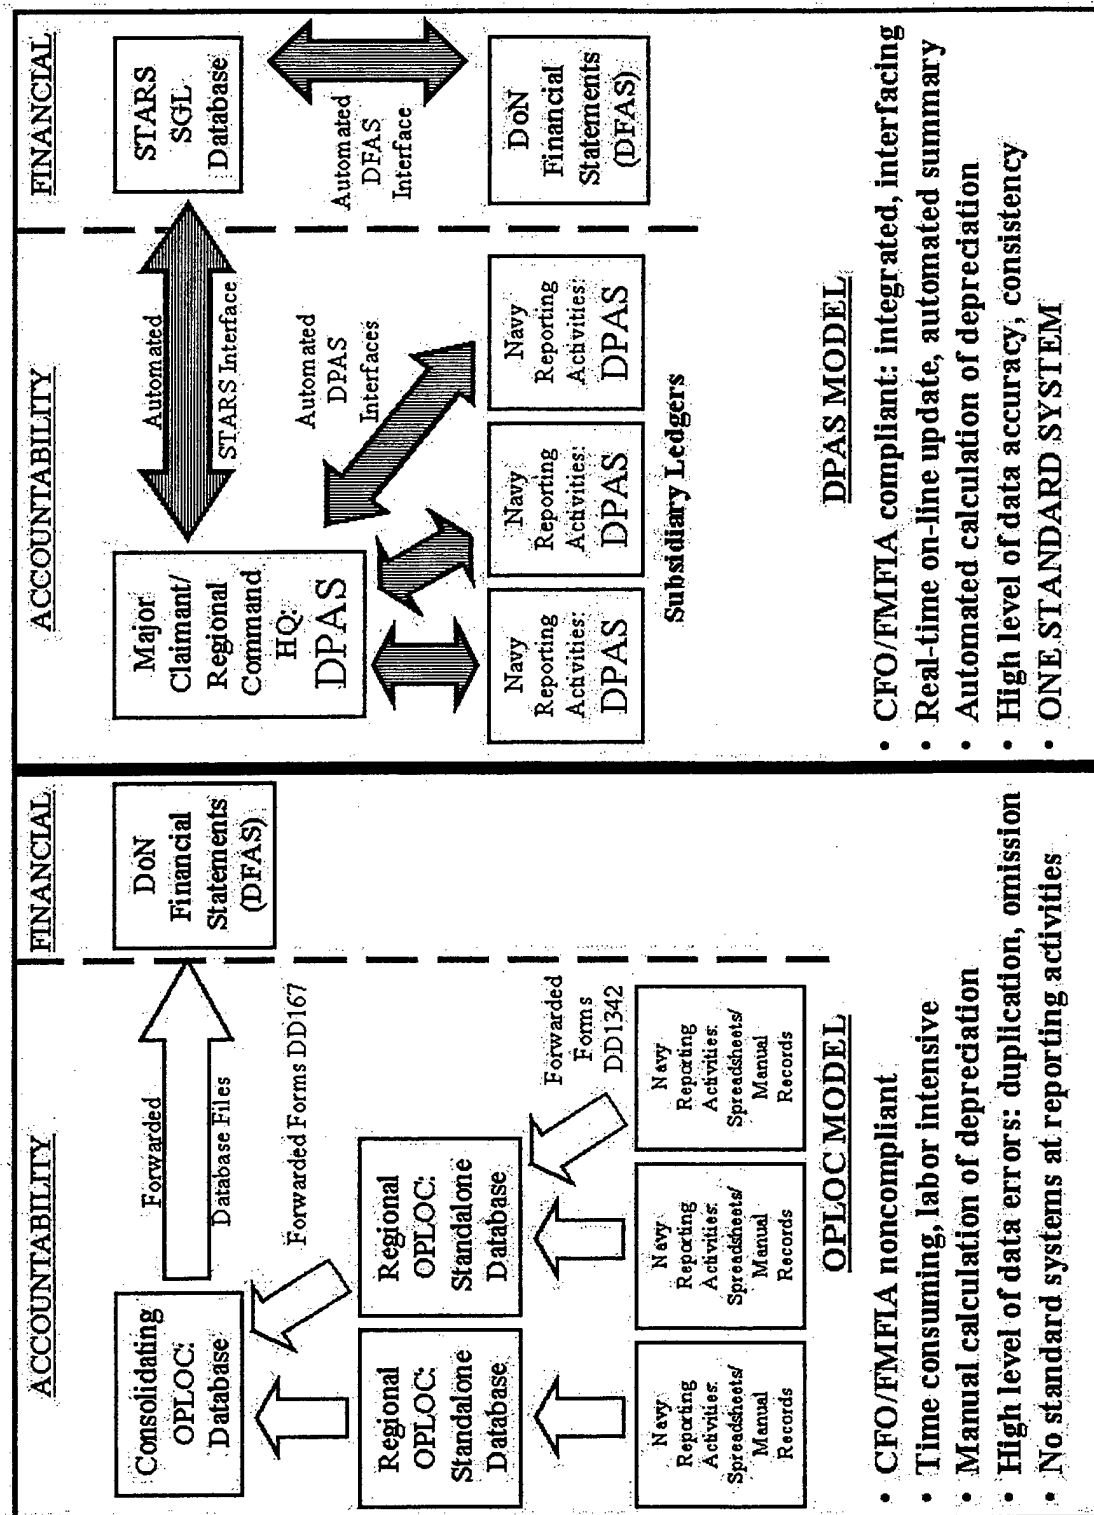 ACCOUNTABILITY
FINANCIAL
Consolidating
OPLOC:
Database
Forwarded
Database Files
DoN
Financial
Statements
(DFAS)
Forwarded Forms DD167
Regional
OPLOC:
Standalone
Database
Regional
OPLOC:
Standalone
Database
Forwarded
Forms
DD1342
Navy
Reporting
Activities:
Spreadsheets/
Manual
Records
Navy
Reporting
Activities:
Spreadsheets/
Manual
Records
Navy
Reporting
Activities:
Spreadsheets/
Manual
Records
OPLOC MODEL
• CFO/FMFIA noncompliant
• Time consuming, labor intensive
• Manual calculation of depreciation
• High level of data errors: duplication, omission
• No standard systems at reporting activities
ACCOUNTABILITY
FINANCIAL
Major
Claimant/
Regional
Command
HQ:
DPAS
Automated
STARS Interface
STARS
SGL
Database
Automated
DPAS
Interfaces
Automated
DFAS
Interface
Navy
Reporting
Activities:
DPAS
Navy
Reporting
Activities:
DPAS
Navy
Reporting
Activities:
DPAS
DoN
Financial
Statements
(DFAS)
Subsidiary Ledgers
DPAS MODEL
• CFO/FMFIA compliant: integrated, interfacing
• Real-time on-line update, automated summary
• Automated calculation of depreciation
• High level of data accuracy, consistency
• ONE STANDARD SYSTEM